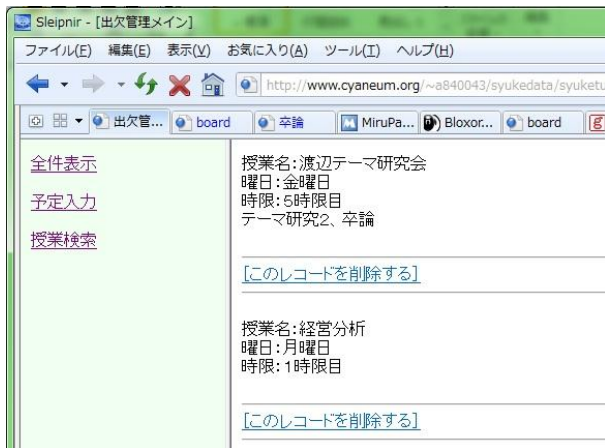 Sleipnir - [出欠管理メイン]
ファイル(F) 編集(E) 表示(V) お気に入り(A) ツール(T) ヘルプ(H)
http://www.cyaneum.org/~a840043/syukedata/syuketu
出欠管... board 卒論 MiruPa... Bloxor... board g
全件表示
予定入力
授業検索
授業名:渡辺テーマ研究会
曜日:金曜日
時限:5時限目
テーマ研究2、卒論
[このレコードを削除する]
授業名:経営分析
曜日:月曜日
時限:1時限目
[このレコードを削除する]